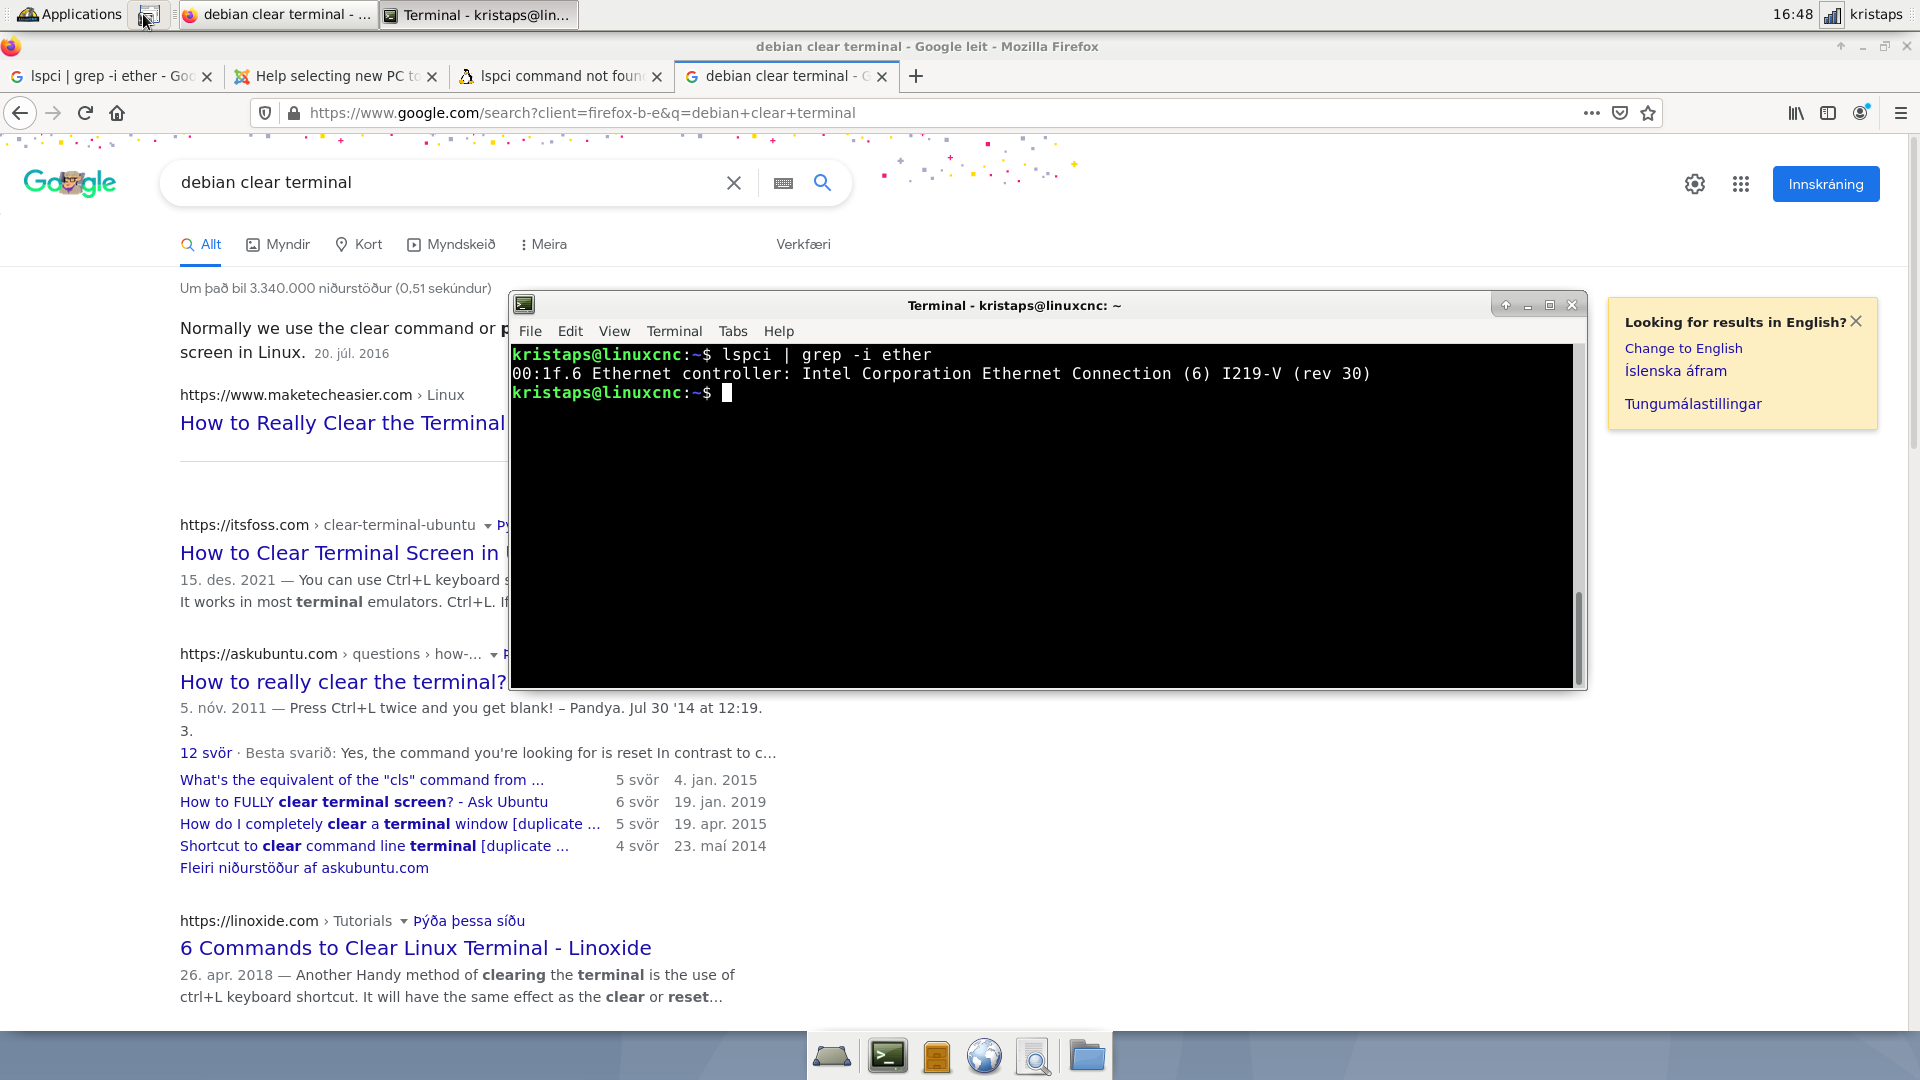 Applications
debian clear terminal - ...
Terminal - kristaps@lin...
16:48
kristaps
debian clear terminal - Google leit - Mozilla Firefox
lspci | grep -i ether - Goo
Help selecting new PC to
lspci command not foun
debian clear terminal - G
https://www.google.com/search?client=firefox-b-e&q=debian+clear+terminal
debian clear terminal
Innskráning
Allt
Myndir
Kort
Myndskeið
Meira
Verkfæri
Um það bil 3.340.000 niðurstöður (0,51 sekúndur)
Normally we use the clear command or
screen in Linux. 20. júl. 2016
https://www.maketecheasier.com › Linux
How to Really Clear the Terminal
https://itsfoss.com › clear-terminal-ubuntu
How to Clear Terminal Screen in
15. des. 2021 — You can use Ctrl+L keyboard
It works in most terminal emulators. Ctrl+L. If
https://askubuntu.com › questions › how-...
How to really clear the terminal?
5. nóv. 2011 — Press Ctrl+L twice and you get blank! – Pandya. Jul 30 '14 at 12:19.
3.
12 svör · Besta svarið: Yes, the command you're looking for is reset In contrast to c...
What's the equivalent of the "cls" command from ... 5 svör 4. jan. 2015
How to FULLY clear terminal screen? - Ask Ubuntu 6 svör 19. jan. 2019
How do I completely clear a terminal window [duplicate ... 5 svör 19. apr. 2015
Shortcut to clear command line terminal [duplicate ... 4 svör 23. maí 2014
Fleiri niðurstöður af askubuntu.com
https://linoxide.com › Tutorials Þýða þessa síðu
6 Commands to Clear Linux Terminal - Linoxide
26. apr. 2018 — Another Handy method of clearing the terminal is the use of
ctrl+L keyboard shortcut. It will have the same effect as the clear or reset...
Terminal - kristaps@linuxcnc: ~
File Edit View Terminal Tabs Help
kristaps@linuxcnc:~$ lspci | grep -i ether
00:1f.6 Ethernet controller: Intel Corporation Ethernet Connection (6) I219-V (rev 30)
kristaps@linuxcnc:~$
Looking for results in English?
Change to English
Íslenska áfram
Tungumálastillingar